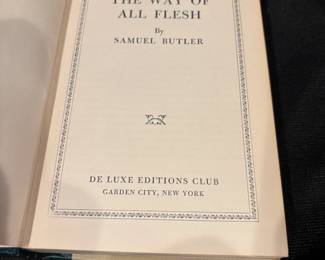 THE WAY OF
ALL FLESH
By
SAMUEL BUTLER
DE LUXE EDITIONS CLUB
GARDEN CITY, NEW YORK